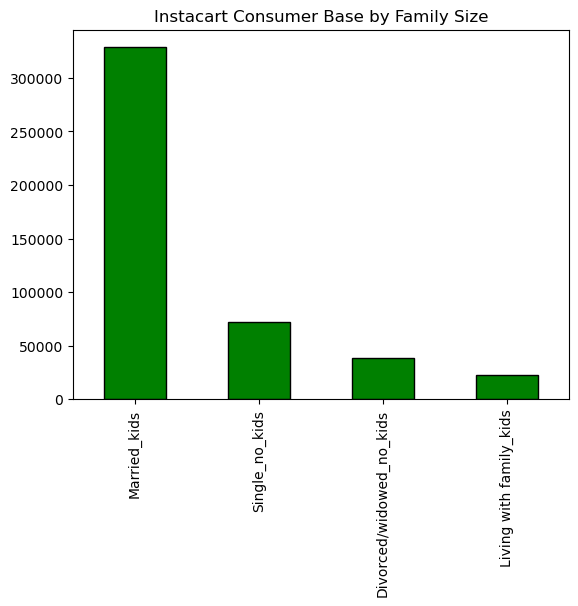 Instacart Consumer Base by Family Size
300000
250000
200000
150000
100000
50000
0
Married_kids
Single_no_kids
Divorced/widowed_no_kids
Living with family_kids